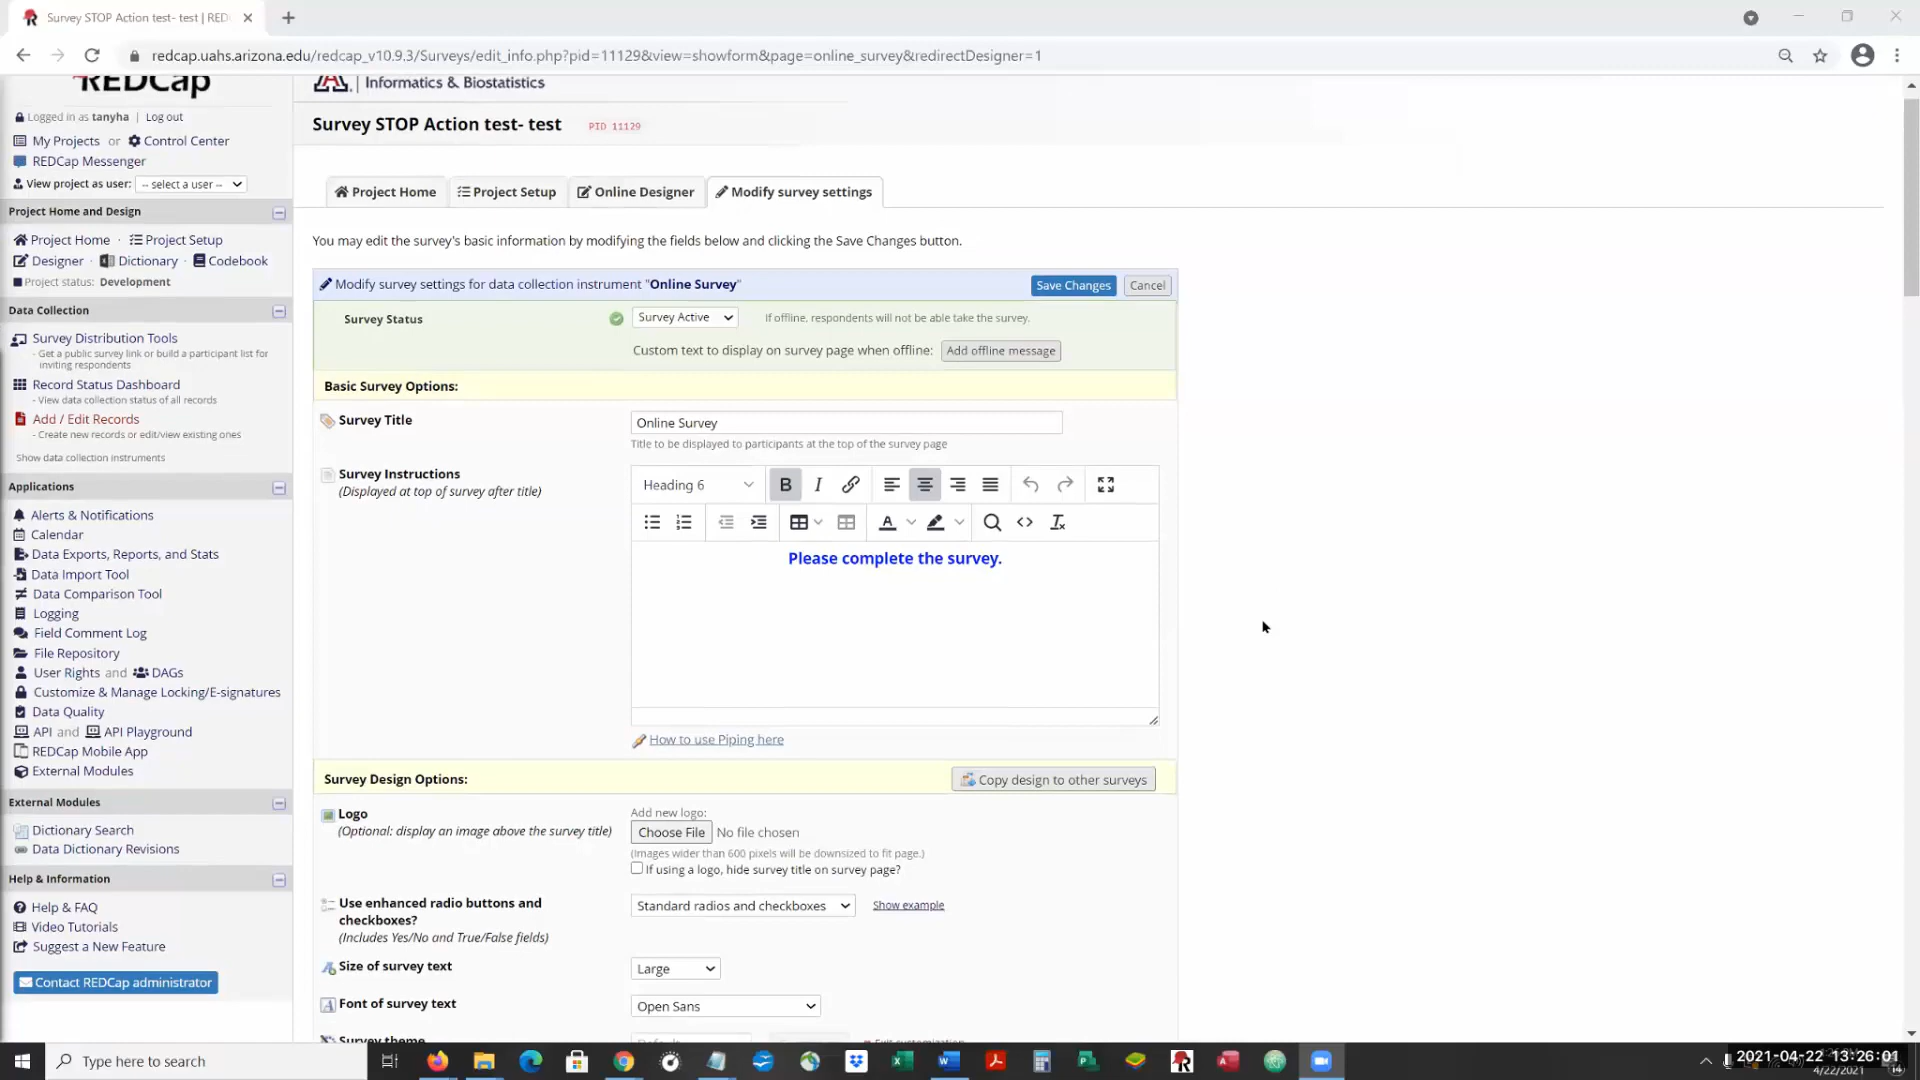 Survey STOP Action test- test | RED
redcap.uahs.arizona.edu/redcap_v10.9.3/Surveys/edit_info.php?pid=11129&view=showform&page=online_survey&redirectDesigner=1
REDCap
Logged in as tanyha | Log out
My Projects or Control Center
REDCap Messenger
View project as user: -- select a user --
Project Home and Design
Project Home · Project Setup
Designer · Dictionary · Codebook
Project status: Development
Data Collection
Survey Distribution Tools
- Get a public survey link or build a participant list for
inviting respondents
Record Status Dashboard
- View data collection status of all records
Add / Edit Records
- Create new records or edit/view existing ones
Show data collection instruments
Applications
Alerts & Notifications
Calendar
Data Exports, Reports, and Stats
Data Import Tool
Data Comparison Tool
Logging
Field Comment Log
File Repository
User Rights and DAGs
Customize & Manage Locking/E-signatures
Data Quality
API and API Playground
REDCap Mobile App
External Modules
External Modules
Dictionary Search
Data Dictionary Revisions
Help & Information
Help & FAQ
Video Tutorials
Suggest a New Feature
Contact REDCap administrator
Informatics & Biostatistics
Survey STOP Action test- test PID 11129
Project Home Project Setup Online Designer Modify survey settings
You may edit the survey's basic information by modifying the fields below and clicking the Save Changes button.
Modify survey settings for data collection instrument "Online Survey" Save Changes Cancel
Survey Status Survey Active If offline, respondents will not be able take the survey.
Custom text to display on survey page when offline: Add offline message
Basic Survey Options:
Survey Title Online Survey
Title to be displayed to participants at the top of the survey page
Survey Instructions
(Displayed at top of survey after title)
Heading 6 B I
A
Please complete the survey.
How to use Piping here
Survey Design Options: Copy design to other surveys
Logo
(Optional: display an image above the survey title)
Add new logo:
Choose File No file chosen
(Images wider than 600 pixels will be downsized to fit page.)
If using a logo, hide survey title on survey page?
Use enhanced radio buttons and
checkboxes?
(Includes Yes/No and True/False fields)
Standard radios and checkboxes Show example
Size of survey text Large
Font of survey text Open Sans
Survey theme Default
Type here to search
2021-04-22 13:26:01
4/22/2021